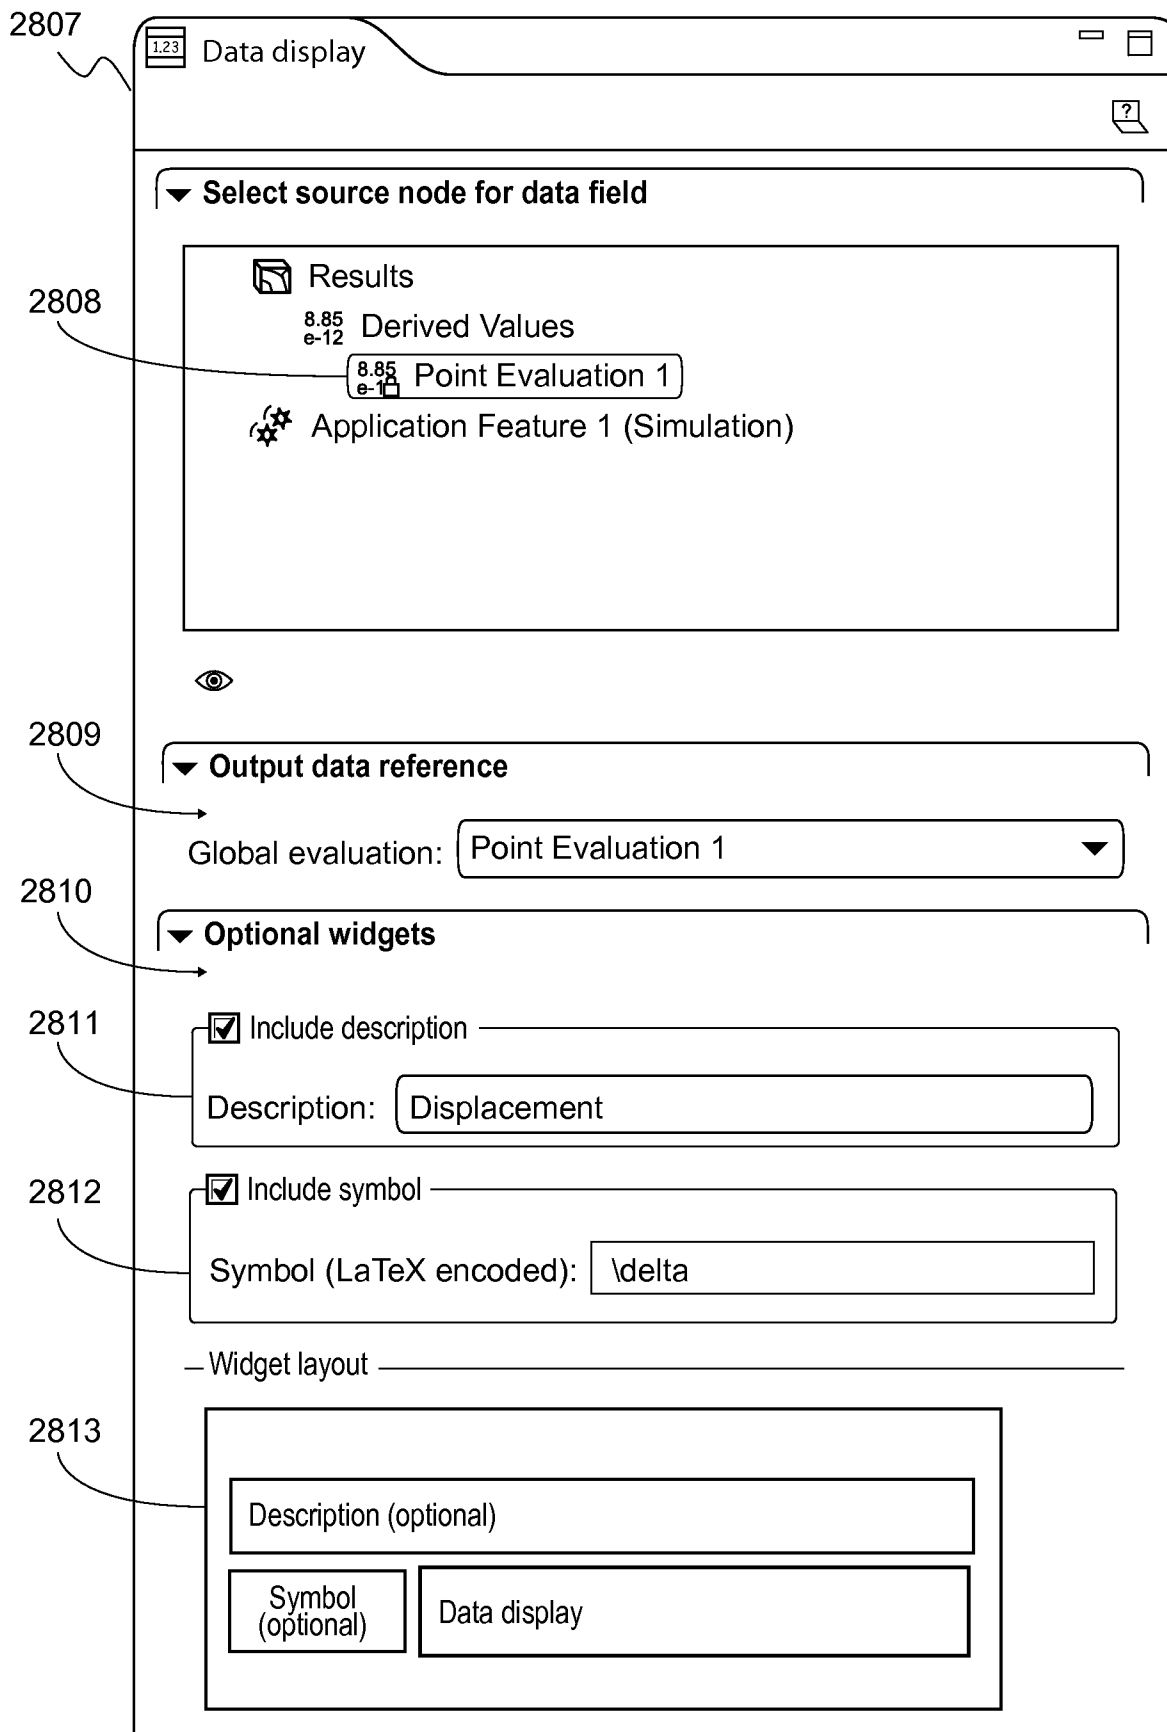 2807
1.23 Data display
?
Select source node for data field
Results
2808
8.85
e-12 Derived Values
8.85
e-1 Point Evaluation 1
Application Feature 1 (Simulation)
2809
Output data reference
Global evaluation: Point Evaluation 1
2810
Optional widgets
2811
Include description
Description: Displacement
2812
Include symbol
Symbol (LaTeX encoded): \delta
Widget layout
2813
Description (optional)
Symbol
(optional)
Data display